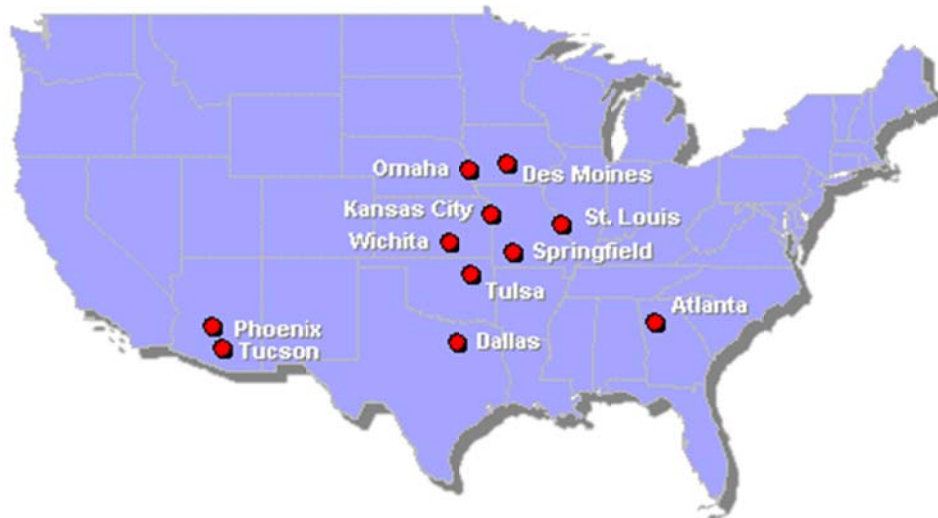 Omaha
Des Moines
Kansas City
St. Louis
Wichita
Springfield
Tulsa
Atlanta
Phoenix
Tucson
Dallas